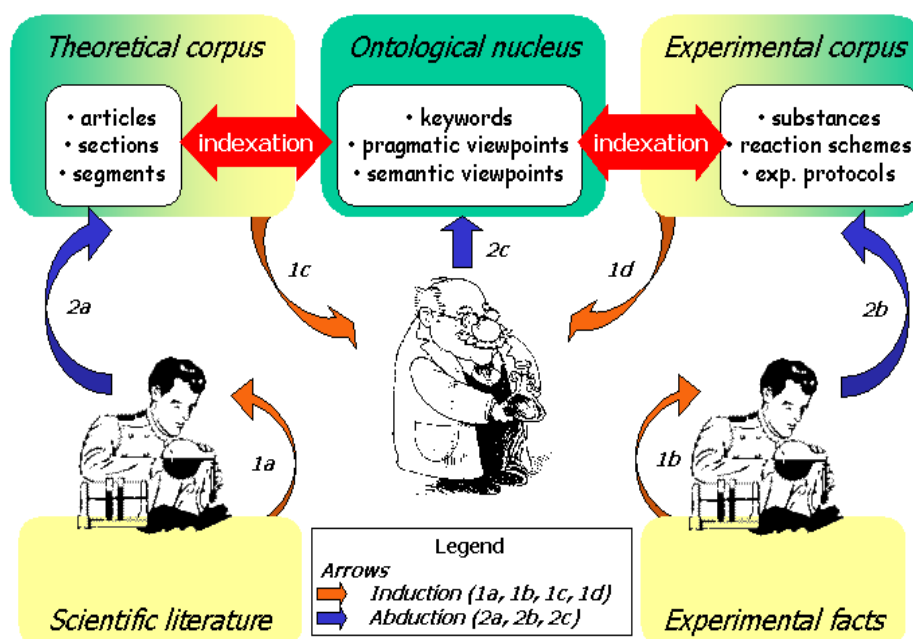 Theoretical corpus
• articles
• sections
• segments
indexation
Ontological nucleus
• keywords
• pragmatic viewpoints
• semantic viewpoints
indexation
Experimental corpus
• substances
• reaction schemes
• exp. protocols
2a
1c
2c
1d
2b
1a
1b
Scientific literature
Legend
Arrows
Induction (1a, 1b, 1c, 1d)
Abduction (2a, 2b, 2c)
Experimental facts